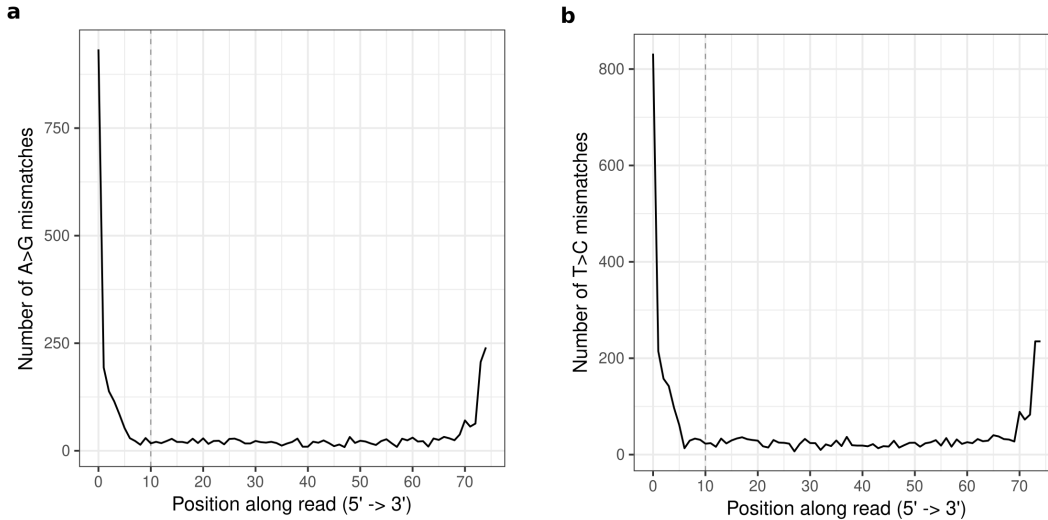 a
Number of A>G mismatches
750
500
250
0
0 10 20 30 40 50 60 70
Position along read (5' -> 3')
b
Number of T>C mismatches
800
600
400
200
0
0 10 20 30 40 50 60 70
Position along read (5' -> 3')